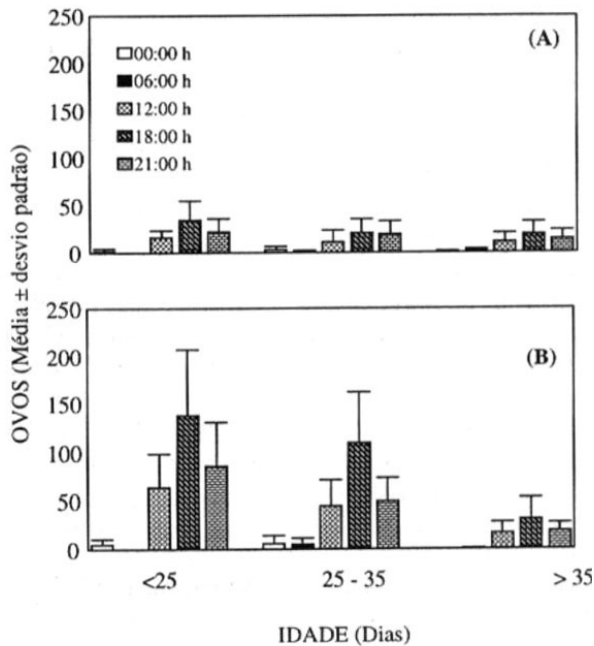 250
200
150
100
50
0
(A)
00:00 h
06:00 h
12:00 h
18:00 h
21:00 h
OVOS (Média ± desvio padrão)
250
200
150
100
50
0
(B)
<25
25 - 35
> 35
IDADE (Dias)